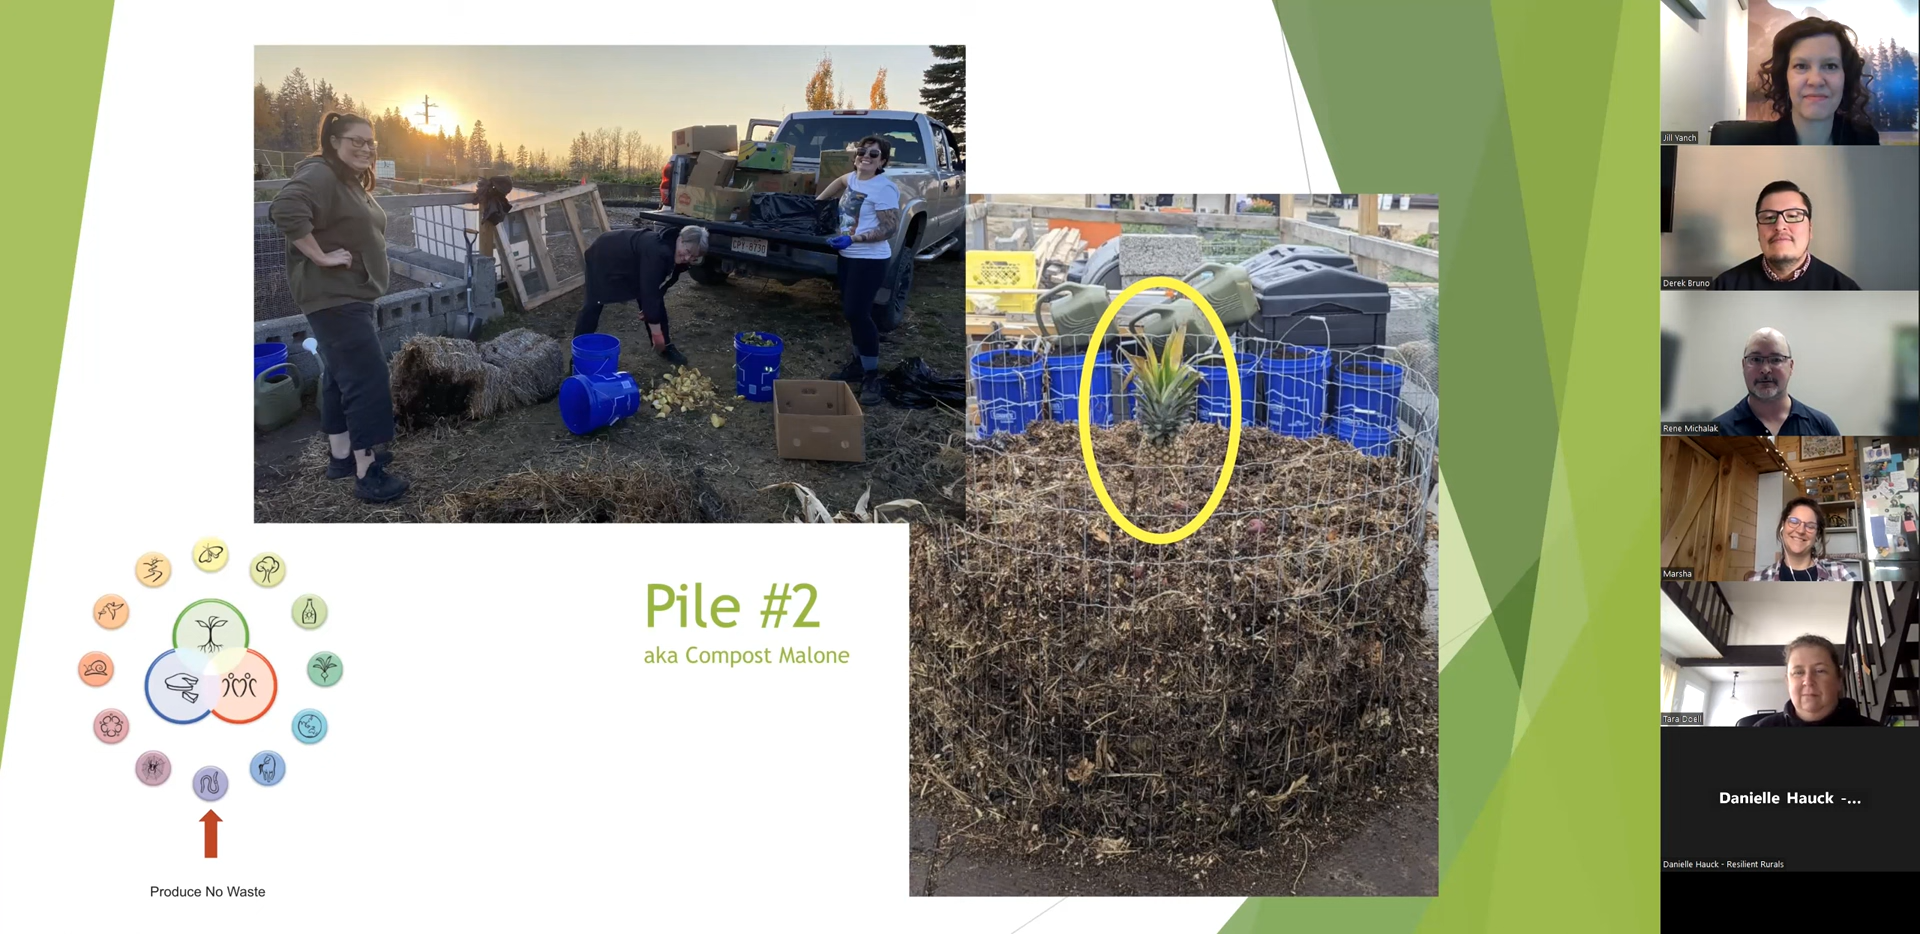 Pile #2
aka Compost Malone
Produce No Waste
Jill Yanch
Derek Bruno
Rene Michalak
Marsha
Tara Doell
Danielle Hauck -...
Danielle Hauck - Resilient Rurals